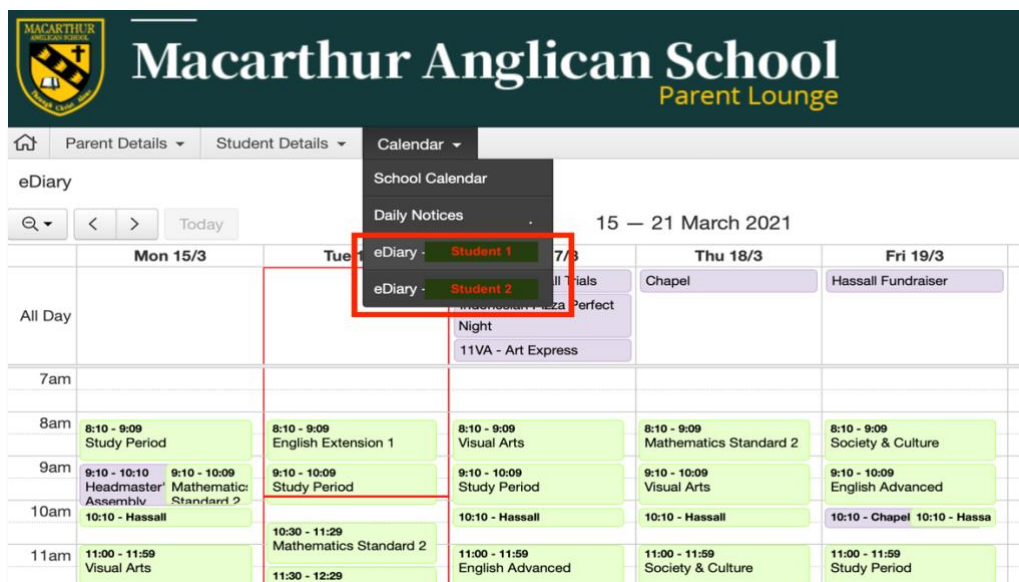 MACARTHUR
ANGLICAN SCHOOL
Macarthur Anglican School
Parent Lounge
Parent Details
Student Details
Calendar
eDiary
School Calendar
Daily Notices
eDiary - Student 1
eDiary - Student 2
Today
15 — 21 March 2021
Mon 15/3
Tue 1
7/3
Thu 18/3
Fri 19/3
All Day
ll Trials
Indonesian Pizza Perfect
Night
11VA - Art Express
Chapel
Hassall Fundraiser
7am
8am
8:10 - 9:09
Study Period
8:10 - 9:09
English Extension 1
8:10 - 9:09
Visual Arts
8:10 - 9:09
Mathematics Standard 2
8:10 - 9:09
Society & Culture
9am
9:10 - 10:10
Headmaster'
Assembly
9:10 - 10:09
Mathematic
Standard 2
9:10 - 10:09
Study Period
9:10 - 10:09
Study Period
9:10 - 10:09
Visual Arts
9:10 - 10:09
English Advanced
10am
10:10 - Hassall
10:10 - Hassall
10:10 - Hassall
10:10 - Chapel
10:10 - Hassa
10:30 - 11:29
Mathematics Standard 2
11am
11:00 - 11:59
Visual Arts
11:30 - 12:29
11:00 - 11:59
English Advanced
11:00 - 11:59
Society & Culture
11:00 - 11:59
Study Period